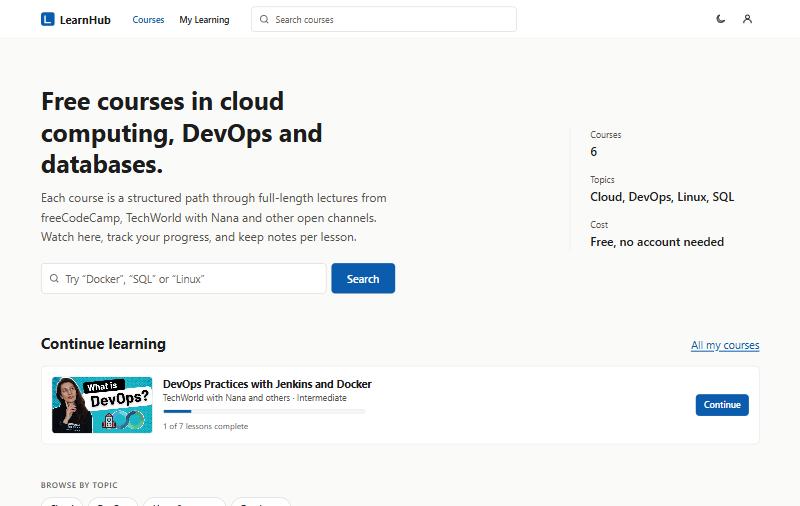 LearnHub
Courses
My Learning
Search courses
Free courses in cloud
computing, DevOps and
databases.
Each course is a structured path through full-length lectures from
freeCodeCamp, TechWorld with Nana and other open channels.
Watch here, track your progress, and keep notes per lesson.
Try “Docker”, “SQL” or “Linux”
Search
Courses
6
Topics
Cloud, DevOps, Linux, SQL
Cost
Free, no account needed
Continue learning
All my courses
What is
DevOps?
DevOps Practices with Jenkins and Docker
TechWorld with Nana and others · Intermediate
1 of 7 lessons complete
Continue
BROWSE BY TOPIC